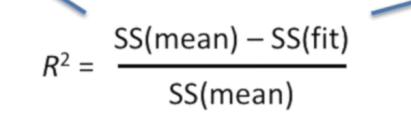 R² = SS(mean) – SS(fit)
SS(mean)